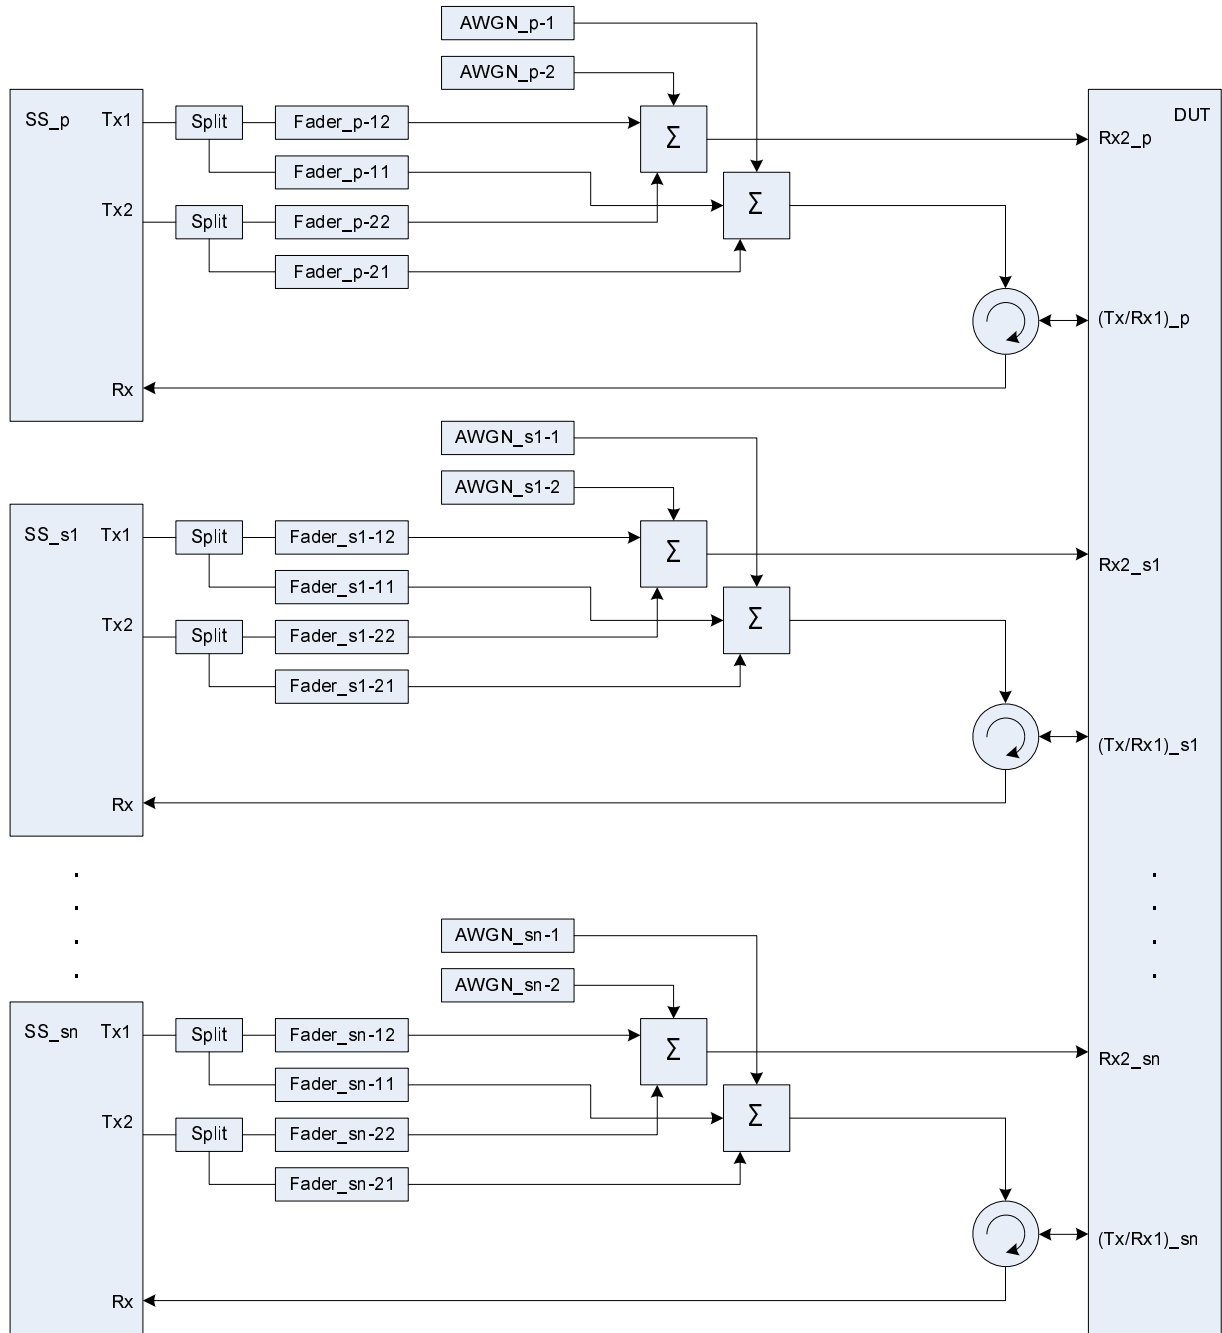 AWGN_p-1
AWGN_p-2
SS_p Tx1 Split Fader_p-12 Σ Rx2_p DUT
Fader_p-11
Tx2 Split Fader_p-22 Σ
Fader_p-21
(Tx/Rx1)_p
Rx
AWGN_s1-1
AWGN_s1-2
SS_s1 Tx1 Split Fader_s1-12 Σ Rx2_s1
Fader_s1-11
Tx2 Split Fader_s1-22 Σ
Fader_s1-21
(Tx/Rx1)_s1
Rx
AWGN_sn-1
AWGN_sn-2
SS_sn Tx1 Split Fader_sn-12 Σ Rx2_sn
Fader_sn-11
Tx2 Split Fader_sn-22 Σ
Fader_sn-21
(Tx/Rx1)_sn
Rx